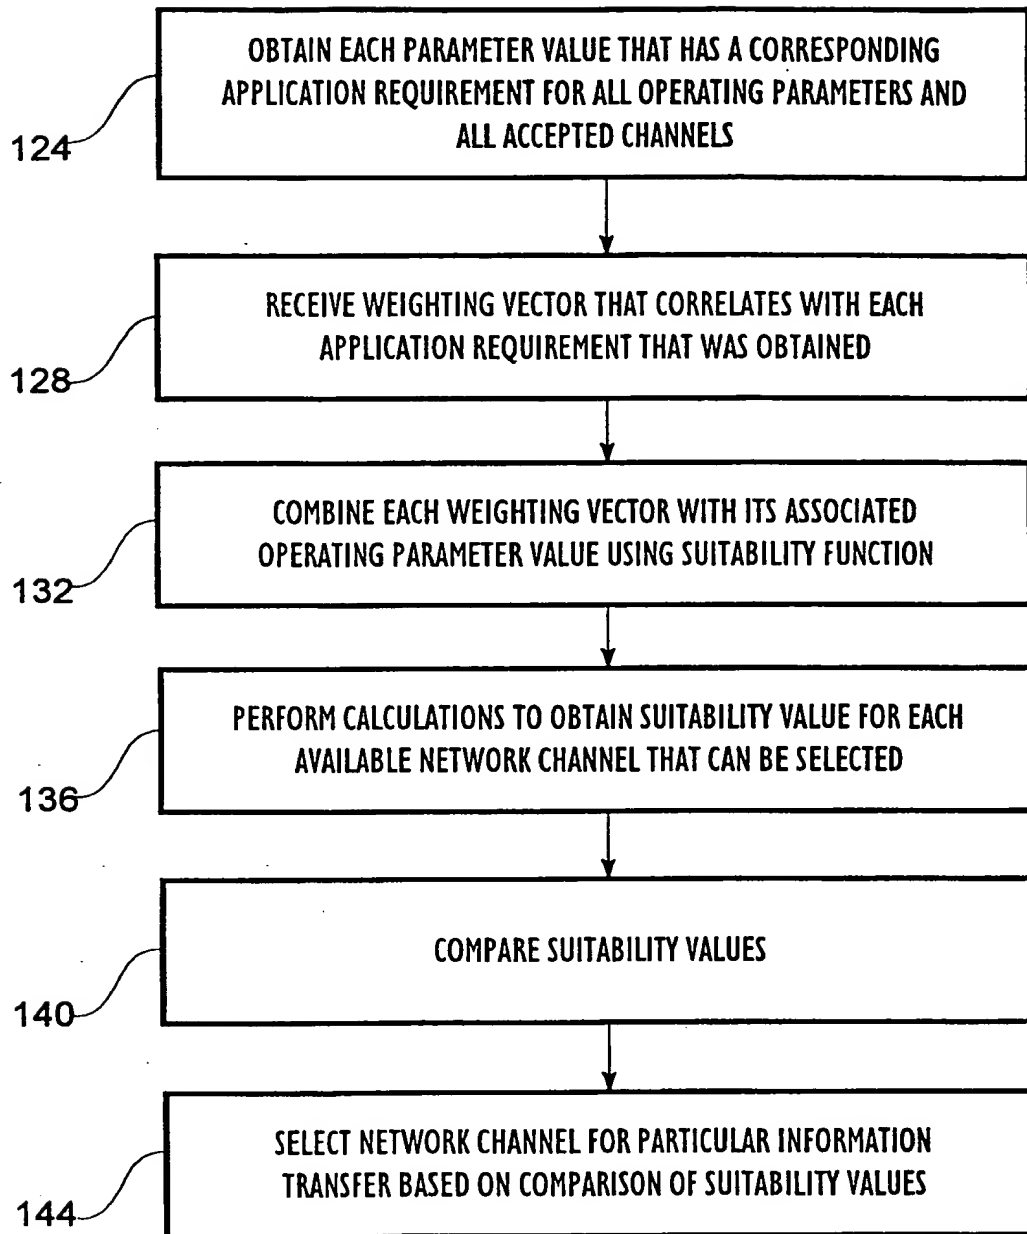 OBTAIN EACH PARAMETER VALUE THAT HAS A CORRESPONDING
APPLICATION REQUIREMENT FOR ALL OPERATING PARAMETERS AND
ALL ACCEPTED CHANNELS
124
RECEIVE WEIGHTING VECTOR THAT CORRELATES WITH EACH
APPLICATION REQUIREMENT THAT WAS OBTAINED
128
COMBINE EACH WEIGHTING VECTOR WITH ITS ASSOCIATED
OPERATING PARAMETER VALUE USING SUITABILITY FUNCTION
132
PERFORM CALCULATIONS TO OBTAIN SUITABILITY VALUE FOR EACH
AVAILABLE NETWORK CHANNEL THAT CAN BE SELECTED
136
COMPARE SUITABILITY VALUES
140
SELECT NETWORK CHANNEL FOR PARTICULAR INFORMATION
TRANSFER BASED ON COMPARISON OF SUITABILITY VALUES
144